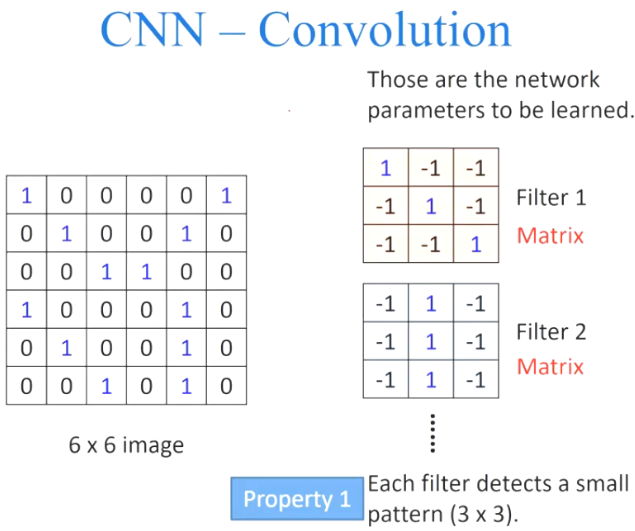 CNN – Convolution
Those are the network
parameters to be learned.
1 0 0 0 0 1
0 1 0 0 1 0
0 0 1 1 0 0
1 0 0 0 1 0
0 1 0 0 1 0
0 0 1 0 1 0
6 x 6 image
1 -1 -1
-1 1 -1
-1 -1 1
Filter 1
Matrix
-1 1 -1
-1 1 -1
-1 1 -1
Filter 2
Matrix
Property 1
Each filter detects a small
pattern (3 x 3).